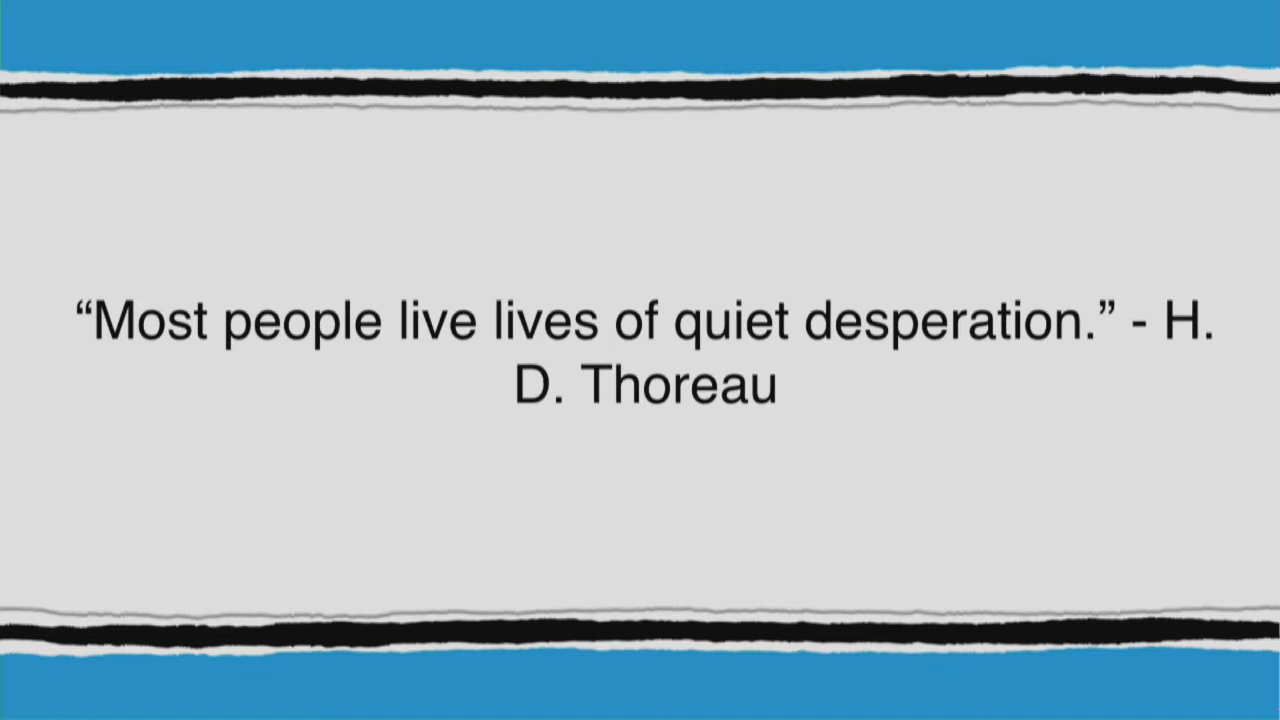 “Most people live lives of quiet desperation.” - H.
D. Thoreau